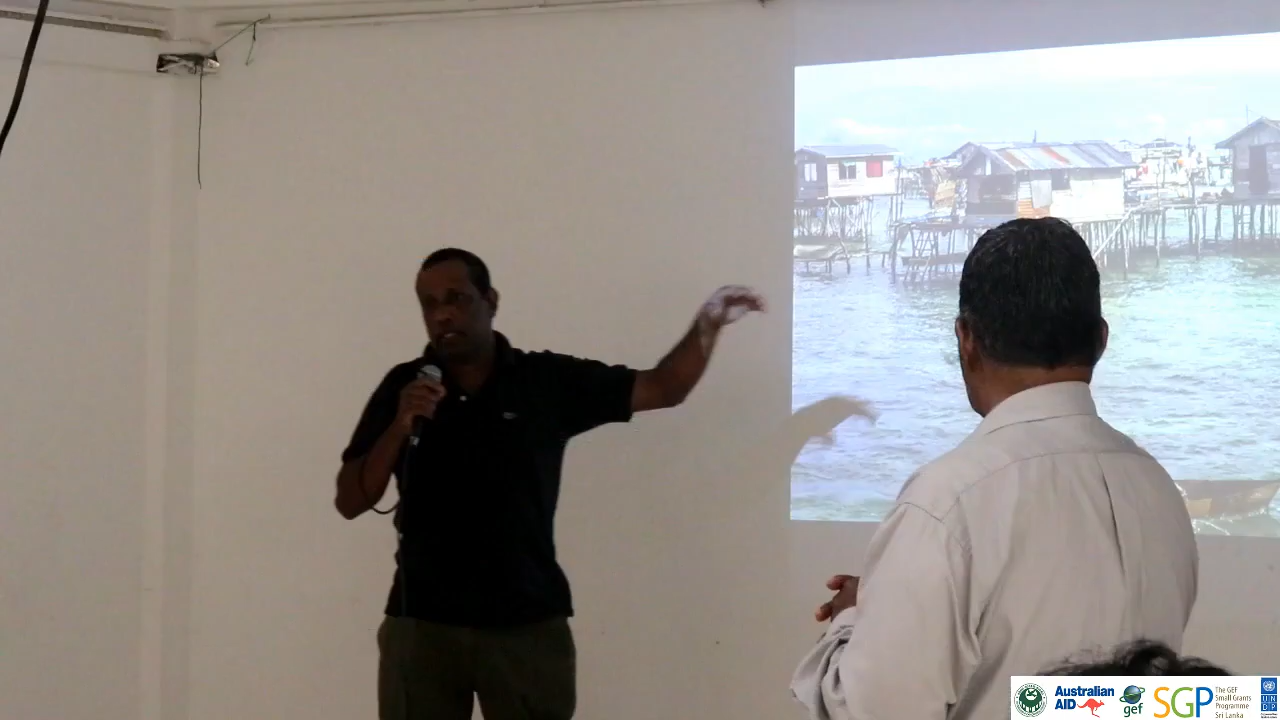 Australian
AID
gef
SGP
The GEF
Small Grants
Programme
Sri Lanka
U N
D P